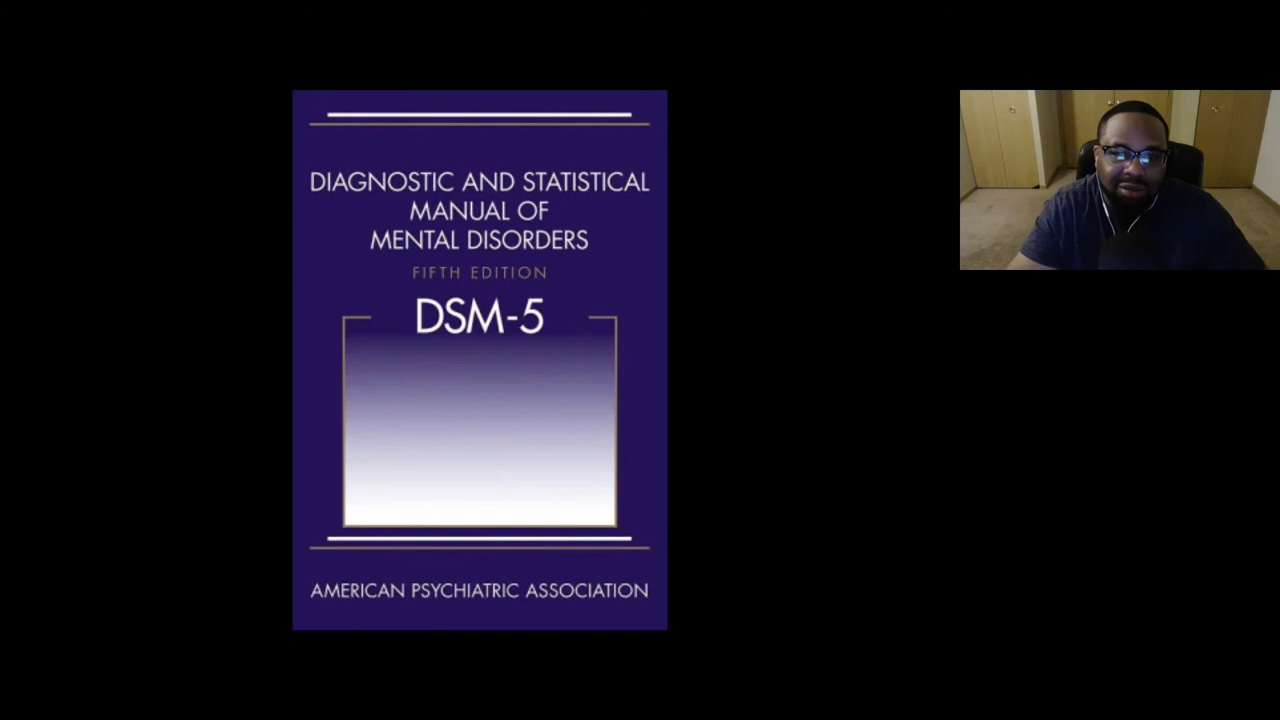 DIAGNOSTIC AND STATISTICAL
MANUAL OF
MENTAL DISORDERS
FIFTH EDITION
DSM-5
AMERICAN PSYCHIATRIC ASSOCIATION